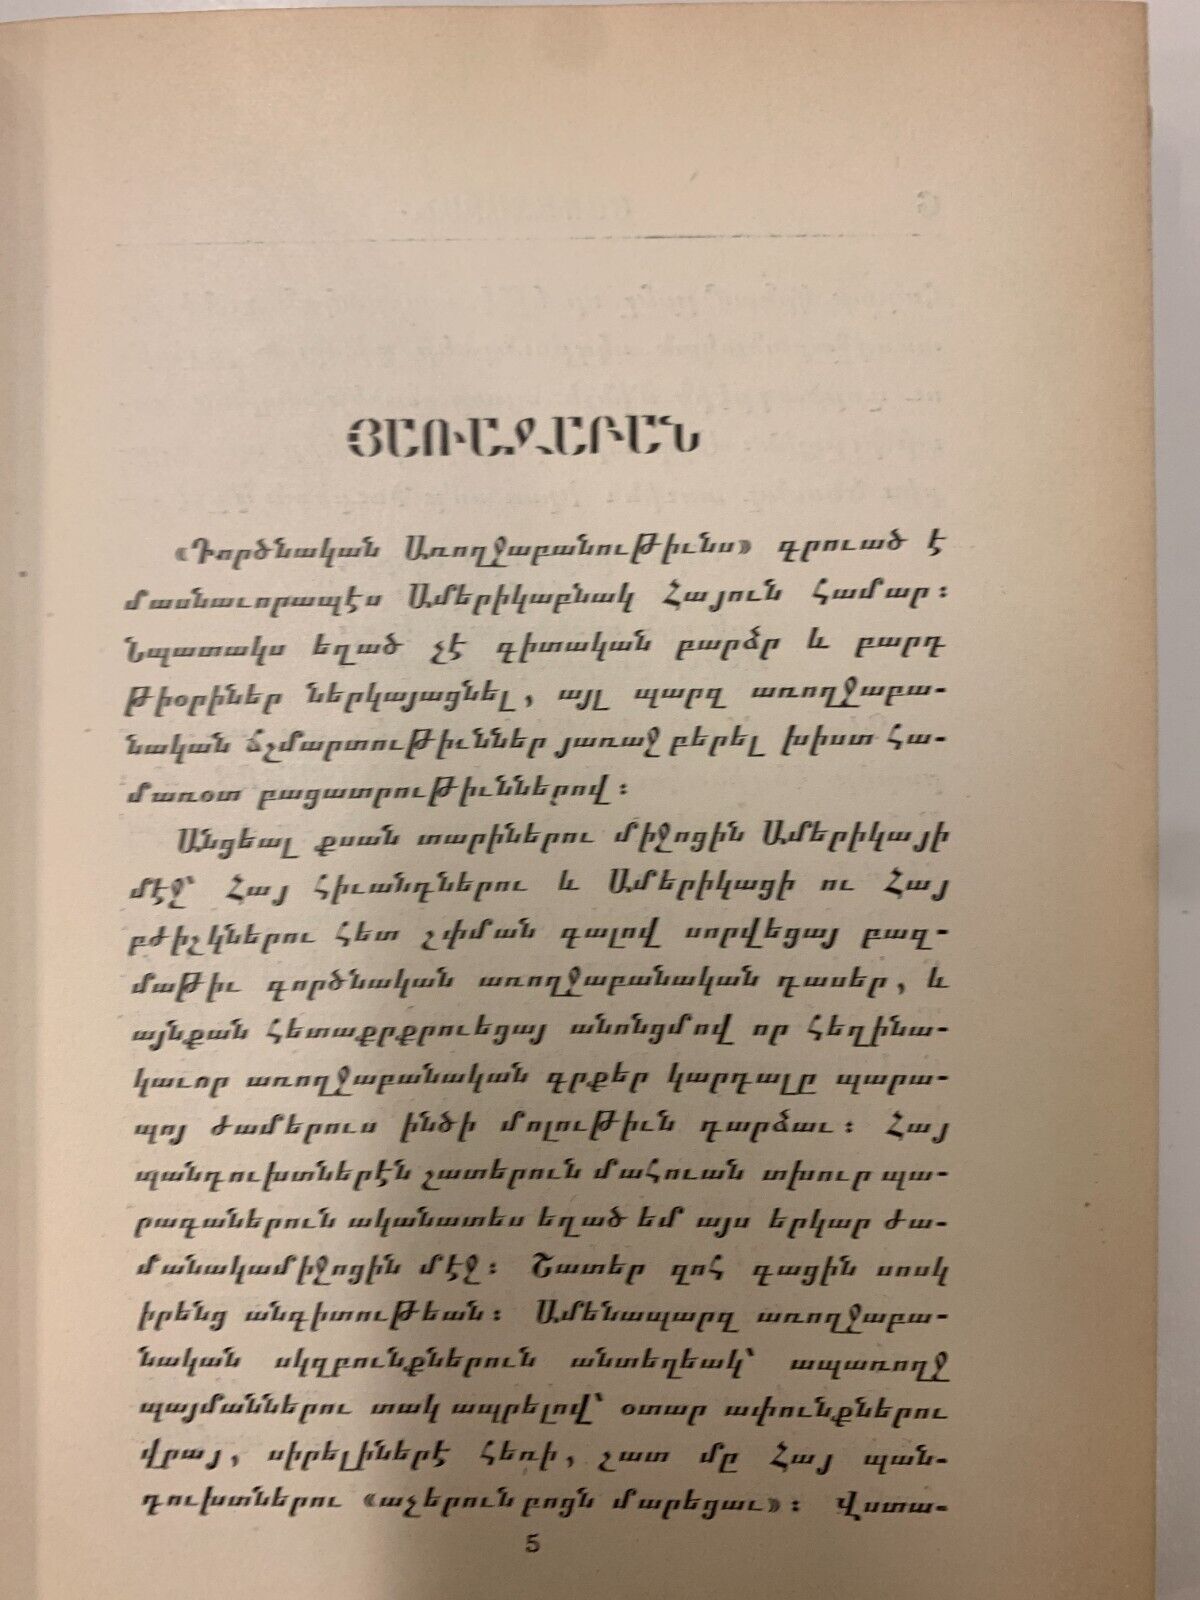 ՅԱՌԱՋԱԲԱՆ
«Գործնական Առողջաբանութիւնս» գրուած է
մասնաւորապէս Ամերիկաբնակ Հայուն համար։
Նպատակս եղած չէ գիտական բարձր և բարդ
թիօրիներ ներկայացնել, այլ պարզ առողջաբա-
նական ճշմարտութիւններ յառաջ բերել խիստ հա-
մառօտ բացատրութիւններով։
Անցեալ քսան տարիներու միջոցին Ամերիկայի
մէջ՝ Հայ հիւանդներու և Ամերիկացի ու Հայ
բժիշկներու հետ շփման գալով սորվեցայ բազ-
մաթիւ գործնական առողջաբանական դասեր, և
այնքան հետաքրքրուեցայ անոնցմով որ հեղինա-
կաւոր առողջաբանական գրքեր կարդալը պարա-
պոյ ժամերուս ինծի մոլութիւն դարձաւ։ Հայ
պանդուխտներէն շատերուն մահուան տխուր պա-
րագաներուն ականատես եղած եմ այս երկար ժա-
մանակամիջոցին մէջ։ Շատեր զոհ գացին սոսկ
իրենց անգիտութեան։ Ամենապարզ առողջաբա-
նական սկզբունքներուն անտեղեակ՝ ապառողջ
պայմաններու տակ ապրելով՝ օտար ափունքներու
վրայ, սիրելիներէ հեռի, շատ մը Հայ պան-
դուխտներու «աչերուն բոցն մարեցաւ»։ Վստա-
5